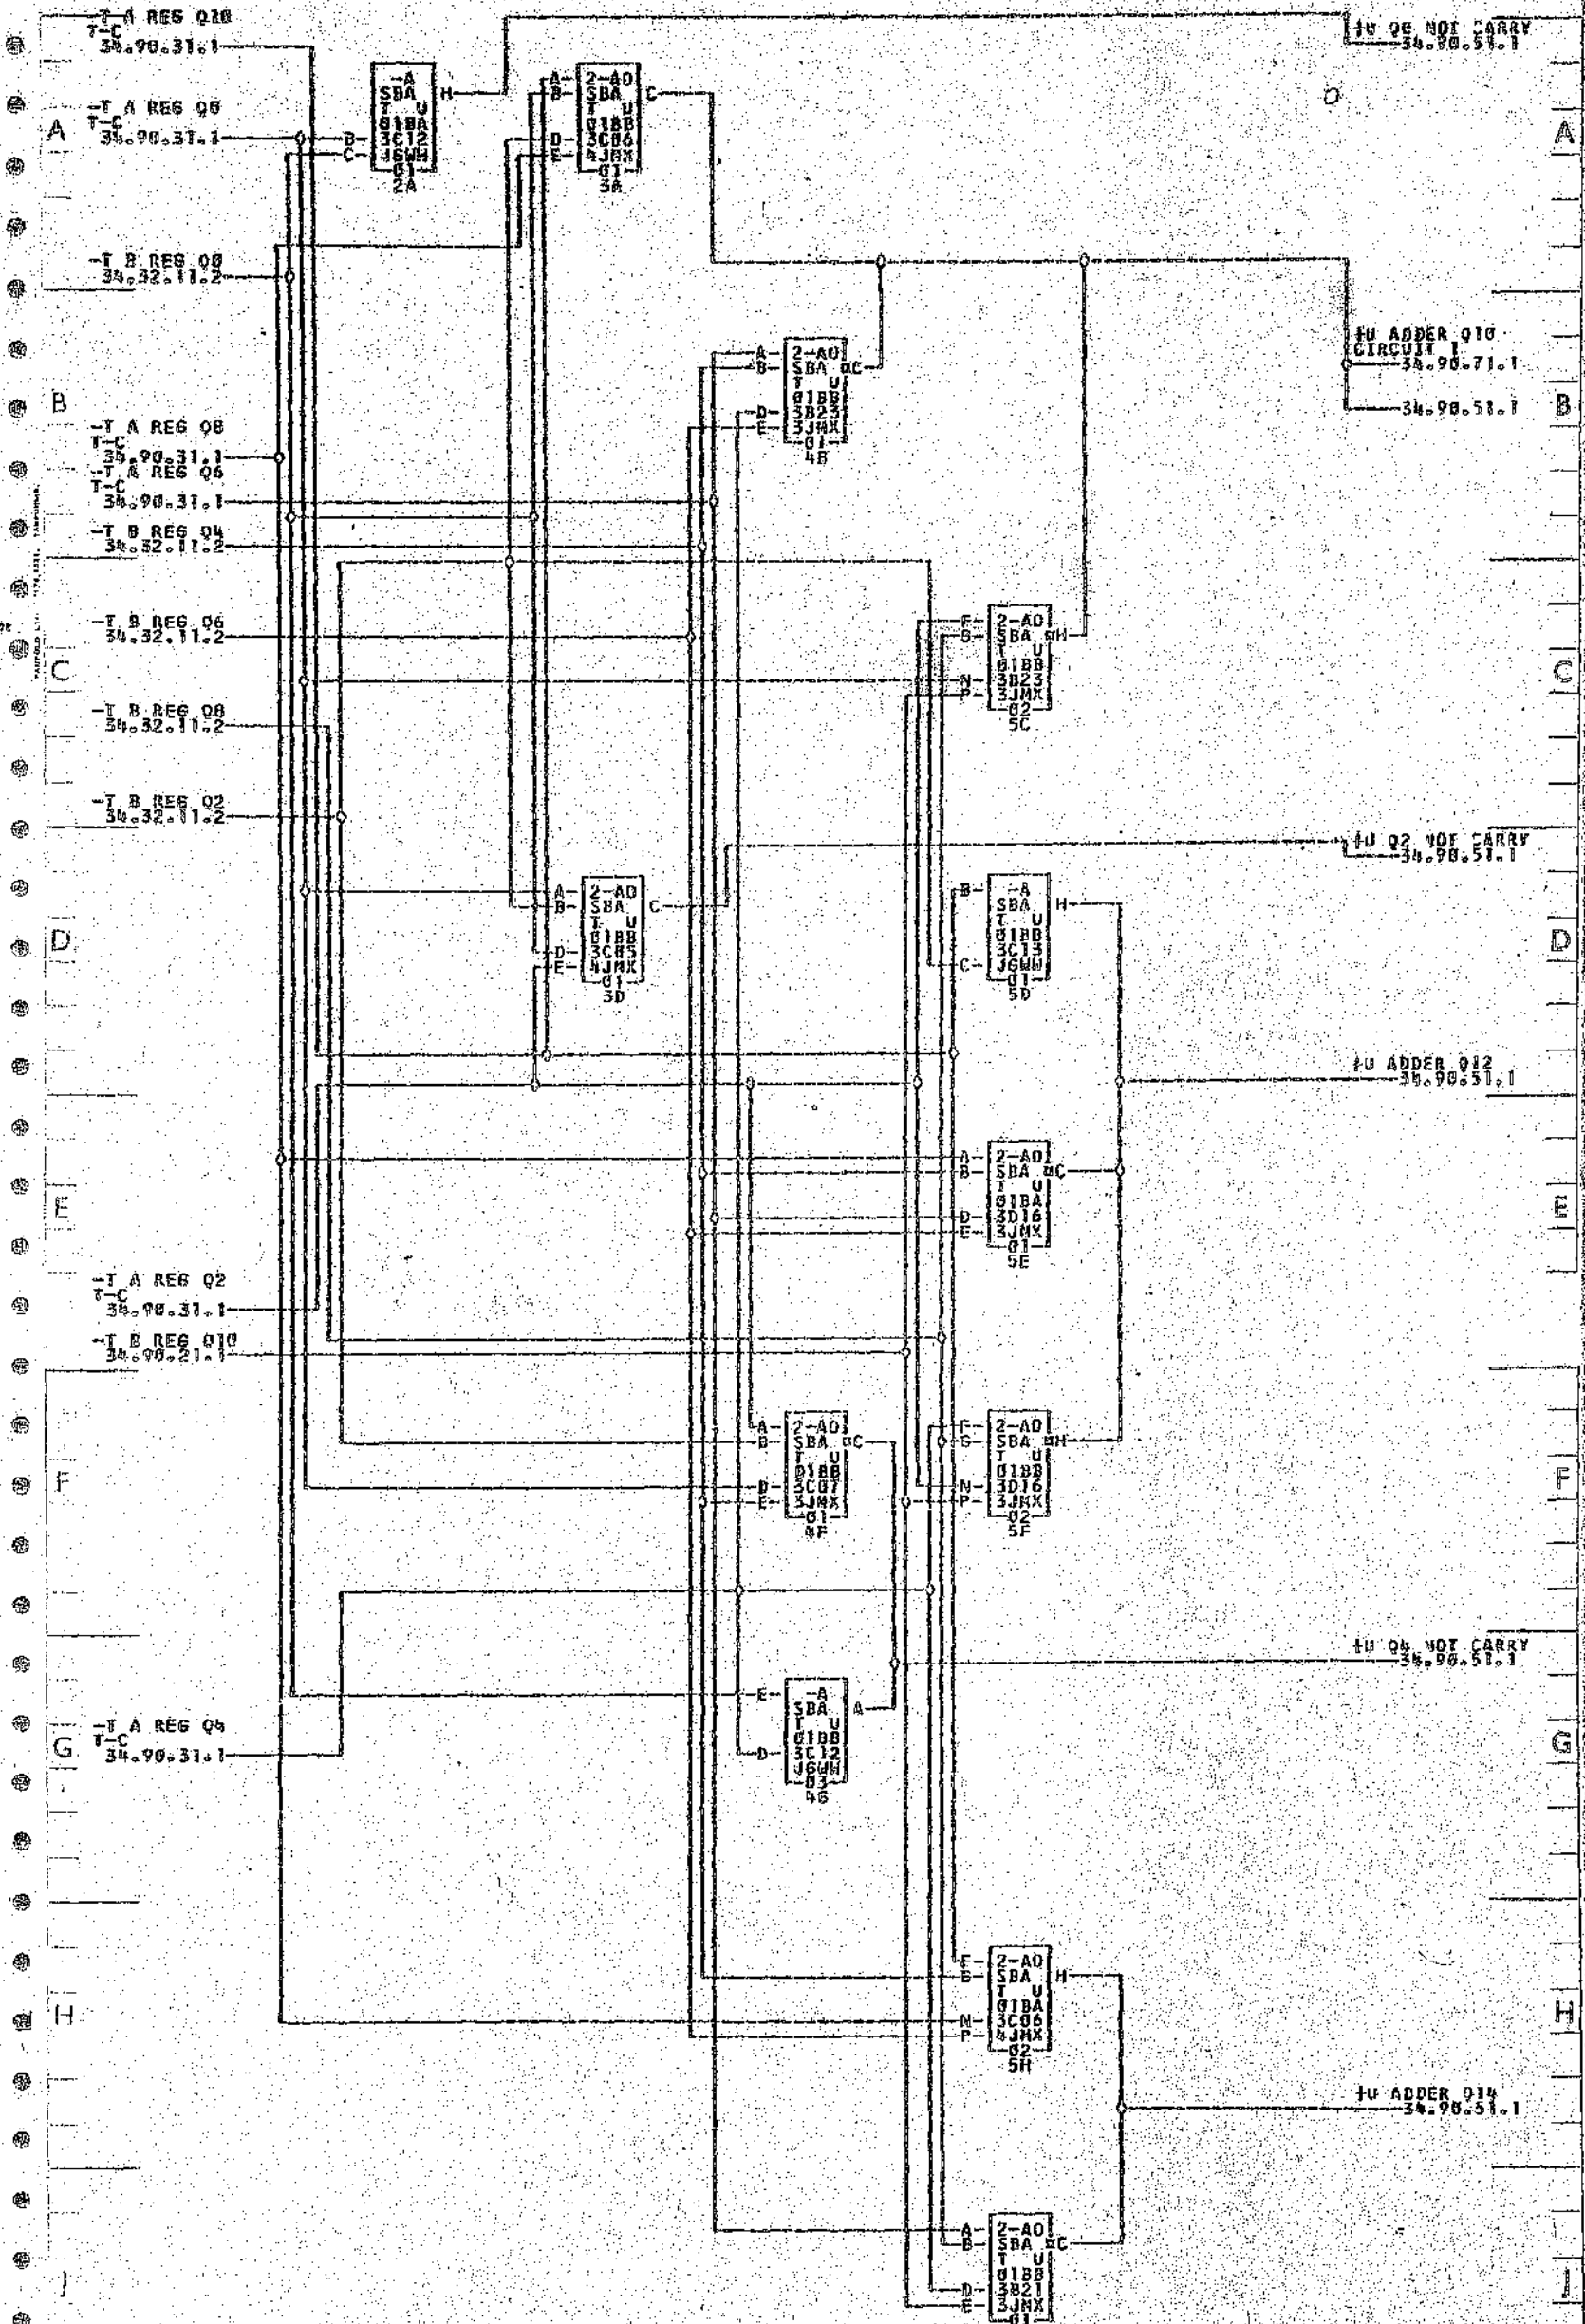 -T A REG Q10
T-C
34.90.31.1
-T A REG Q0
T-C
34.90.31.1
-T B REG Q0
34.32.11.2
-T A REG Q8
T-C
34.90.31.1
-T A REG Q6
T-C
34.90.31.1
-T B REG Q4
34.32.11.2
-T B REG Q6
34.32.11.2
-T B REG Q8
34.32.11.2
-T B REG Q2
34.32.11.2
-T A REG Q2
T-C
34.90.31.1
-T B REG Q10
34.90.21.1
-T A REG Q4
T-C
34.90.31.1
A
B
C
D
E
F
G
H
J
-A
SBA H
T U
01BA
B 3C12
C J6WW
01
2A
A 2-AO
B SBA C
T U
01BB
D 3C06
E 4JMX
01
3A
A 2-AO
B SBA C
T U
01BB
D 3B23
E 3JMX
01
4B
F 2-AO
G SBA H
T U
01BB
N 3B23
P 3JMX
02
5C
A 2-AO
B SBA C
T U
01BB
D 3C05
E 4JMX
01
3D
B -A
SBA H
T U
01BB
3C13
C J6WW
01
5D
A 2-AO
B SBA C
T U
01BA
D 3D16
E 3JMX
01
5E
A 2-AO
B SBA C
T U
01BB
D 3C07
E 3JMX
01
4F
F 2-AO
G SBA H
T U
01BB
N 3D16
P 3JMX
02
5F
E -A
SBA A
T U
01BB
D 3C12
J6WW
03
4G
F 2-AO
G SBA H
T U
01BA
N 3C06
P 4JMX
02
5H
A 2-AO
B SBA C
T U
01BB
D 3B21
E 3JMX
01
+U Q0 NOT CARRY
34.90.51.1
+U ADDER Q10
CIRCUIT 1
34.90.71.1
34.90.51.1
+U Q2 NOT CARRY
34.90.51.1
+U ADDER Q12
34.90.51.1
+U Q4 NOT CARRY
34.90.51.1
+U ADDER Q14
34.90.51.1
A
B
C
D
E
F
G
H
J